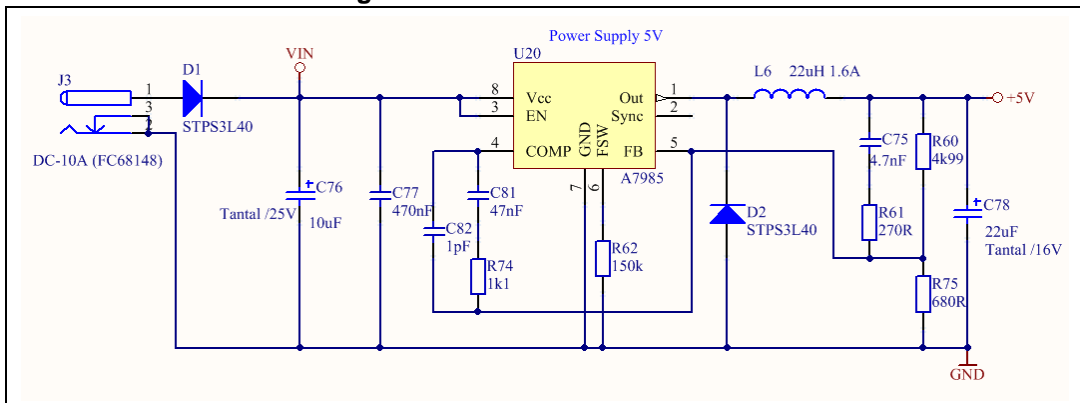 Power Supply 5V
U20
VIN
J3
D1
STPS3L40
DC-10A (FC68148)
1
3
2
8
Vcc
3
EN
4
COMP
GND
FSW
7
6
Out
1
Sync
2
FB
5
A7985
L6 22uH 1.6A
+5V
C76
Tantal /25V
10uF
C77
470nF
C81
47nF
C82
1pF
R74
1k1
R62
150k
D2
STPS3L40
C75
4.7nF
R60
4k99
R61
270R
C78
22uF
Tantal /16V
R75
680R
GND